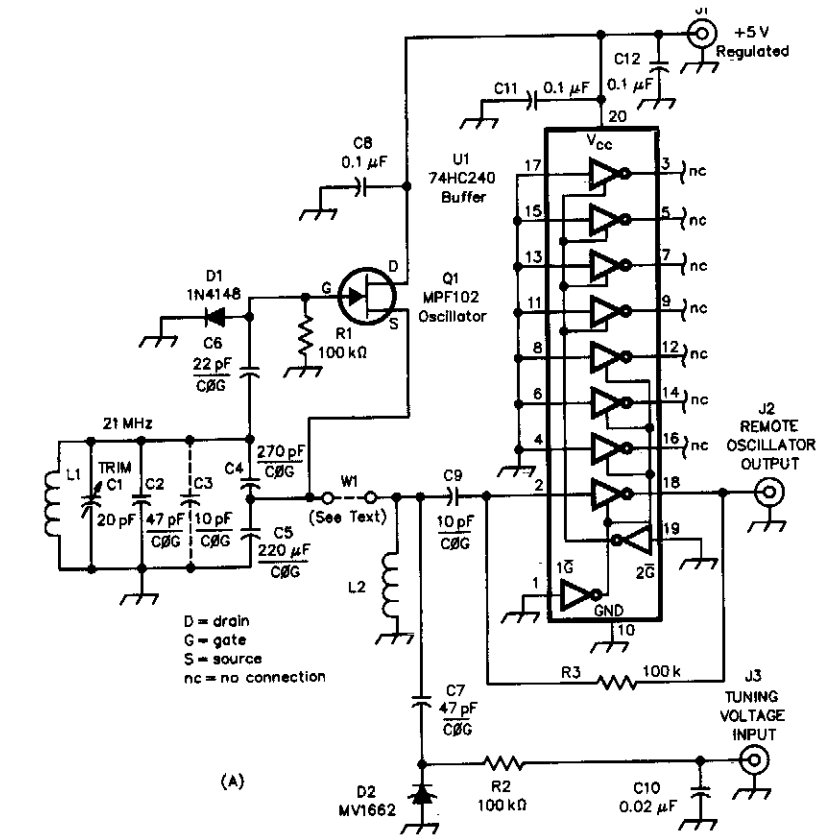 J1
+5 V
Regulated
C12
0.1 µF
C11 0.1 µF
20
VCC
C8
0.1 µF
U1
74HC240
Buffer
17
3
nc
15
5
nc
13
7
nc
11
9
nc
8
12
nc
6
14
nc
4
16
nc
2
18
19
1G
2G
1
GND
10
D1
1N4148
G
D
S
Q1
MPF102
Oscillator
R1
100 kΩ
C6
22 pF
CØG
21 MHz
L1
TRIM
C1
20 pF
C2
47 pF
CØG
C3
10 pF
CØG
C4
270 pF
CØG
C5
220 µF
CØG
W1
(See Text)
C9
10 pF
CØG
L2
J2
REMOTE
OSCILLATOR
OUTPUT
D = drain
G = gate
S = source
nc = no connection
R3 100 k
C7
47 pF
CØG
J3
TUNING
VOLTAGE
INPUT
(A)
D2
MV1662
R2
100 kΩ
C10
0.02 µF